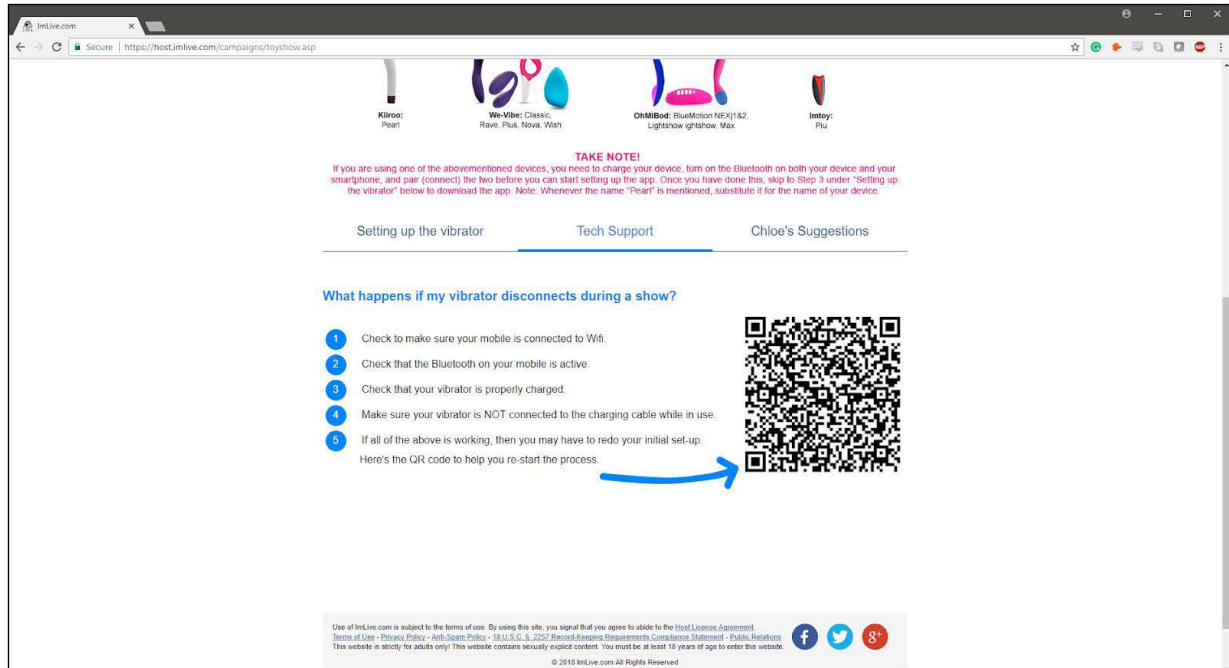 ImLive.com
Secure | https://host.imlive.com/campaigns/toyshow.asp
ABP
Kiiroo:
Pearl
We-Vibe: Classic,
Rave, Plus, Nova, Wish
OhMiBod: BlueMotion NEX|1&2,
Lightshow ightshow, Max
Imtoy:
Piu
TAKE NOTE!
If you are using one of the abovementioned devices, you need to charge your device, turn on the Bluetooth on both your device and your
smartphone, and pair (connect) the two before you can start setting up the app. Once you have done this, skip to Step 3 under "Setting up
the vibrator" below to download the app. Note: Whenever the name "Pearl" is mentioned, substitute it for the name of your device.
Setting up the vibrator
Tech Support
Chloe's Suggestions
What happens if my vibrator disconnects during a show?
1 Check to make sure your mobile is connected to Wifi.
2 Check that the Bluetooth on your mobile is active.
3 Check that your vibrator is properly charged.
4 Make sure your vibrator is NOT connected to the charging cable while in use.
5 If all of the above is working, then you may have to redo your initial set-up.
Here's the QR code to help you re-start the process.
Use of ImLive.com is subject to the terms of use. By using this site, you signal that you agree to abide to the Host License Agreement.
Terms of Use - Privacy Policy - Anti-Spam Policy - 18 U.S.C. §. 2257 Record-Keeping Requirements Compliance Statement - Public Relations
This website is strictly for adults only! This website contains sexually explicit content. You must be at least 18 years of age to enter this website.
© 2018 ImLive.com All Rights Reserved